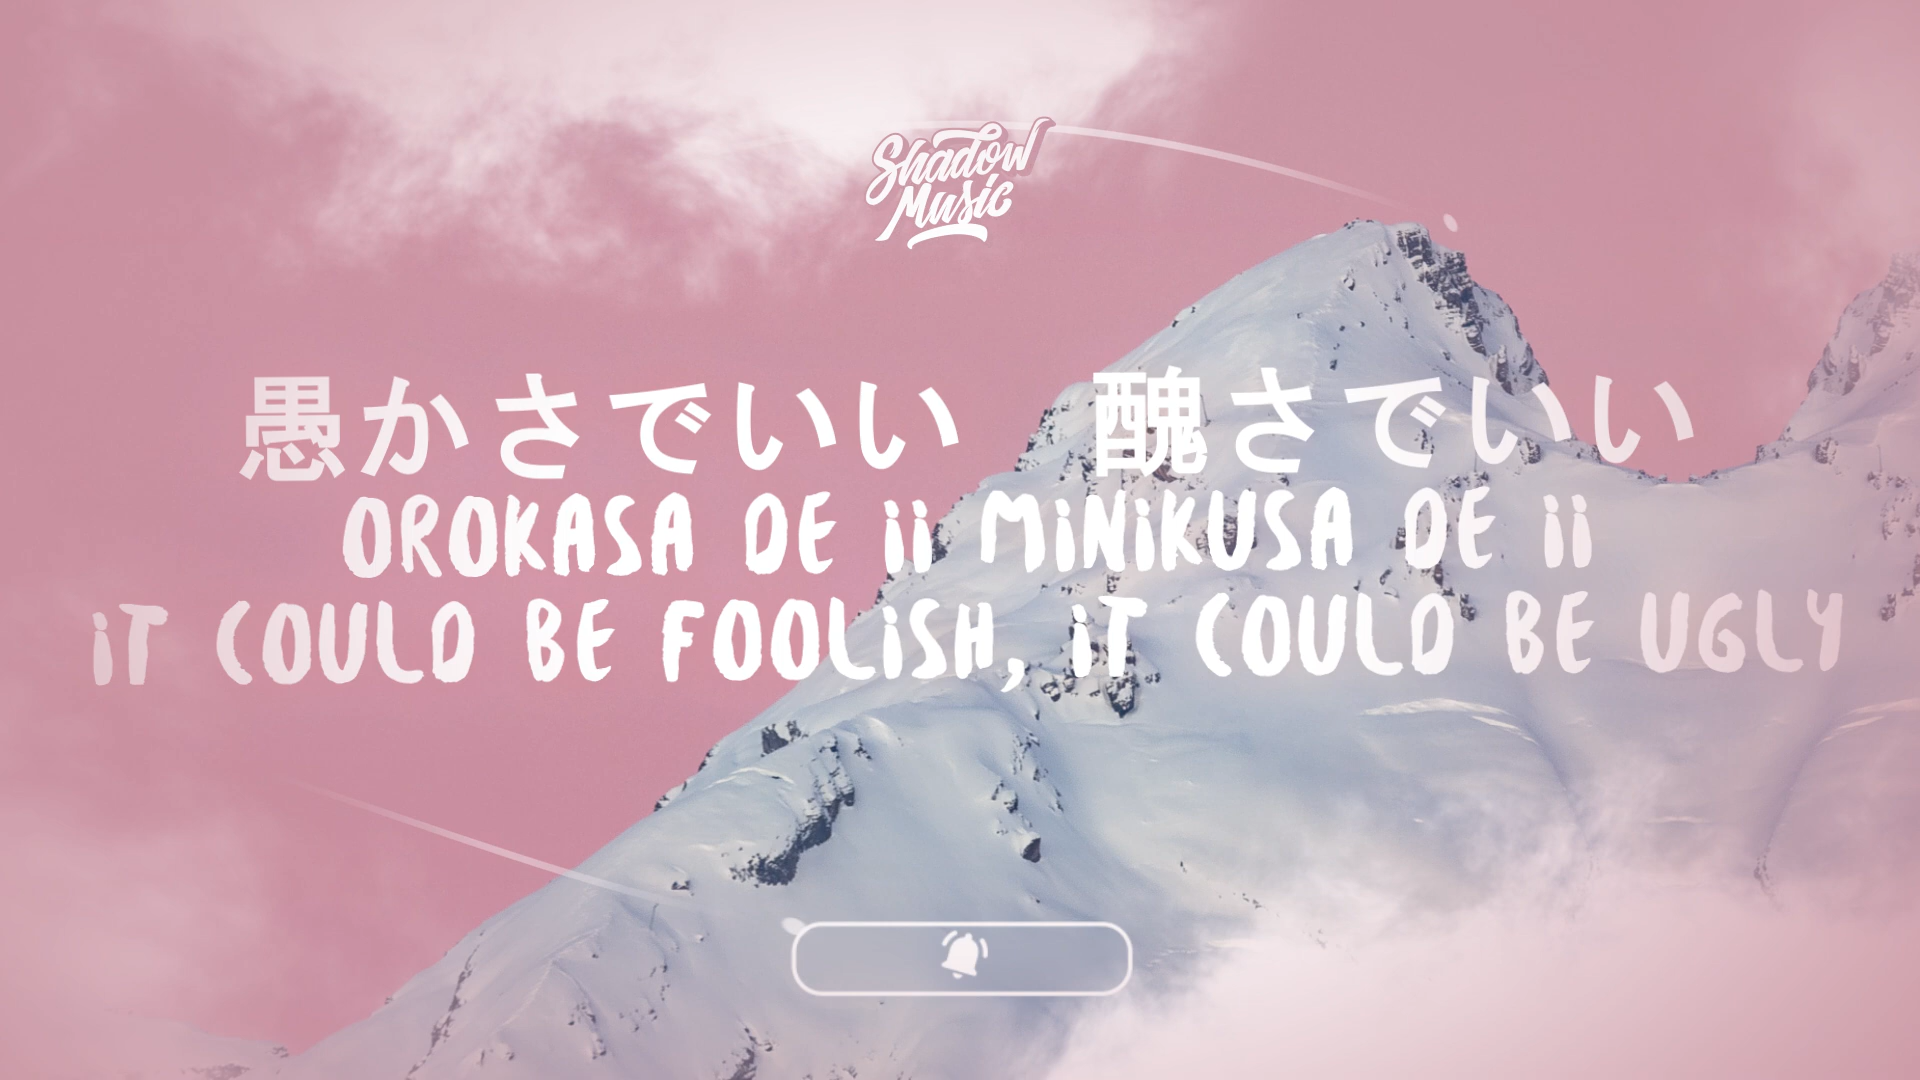 Shadow
Music
愚かさでいい 醜さでいい
OROKASA DE ii MiNiKUSA DE ii
iT COULD BE FOOLiSH, iT COULD BE UGLY